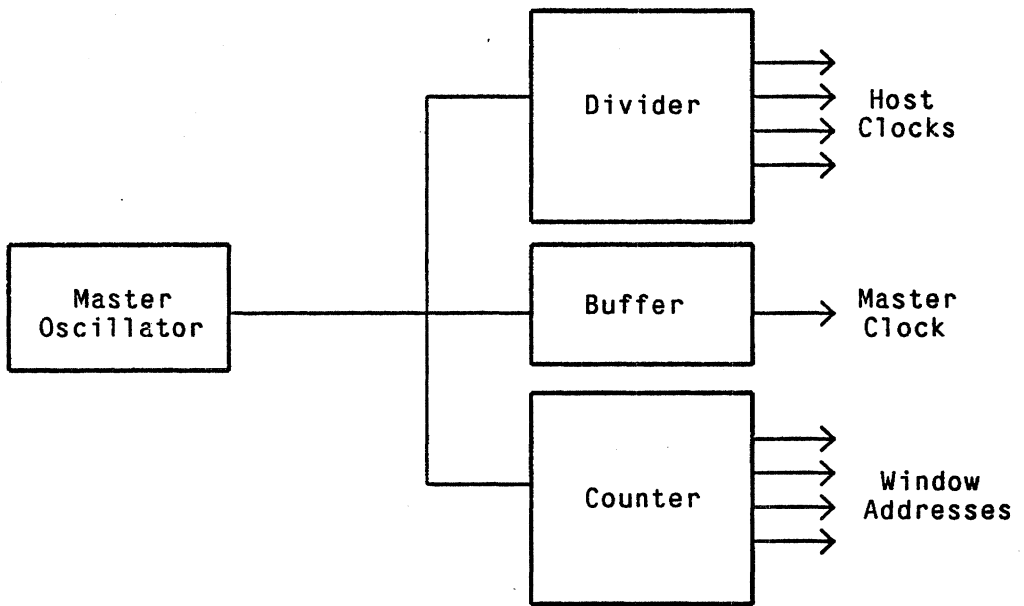 Divider
Host
Clocks
Master
Oscillator
Buffer
Master
Clock
Counter
Window
Addresses